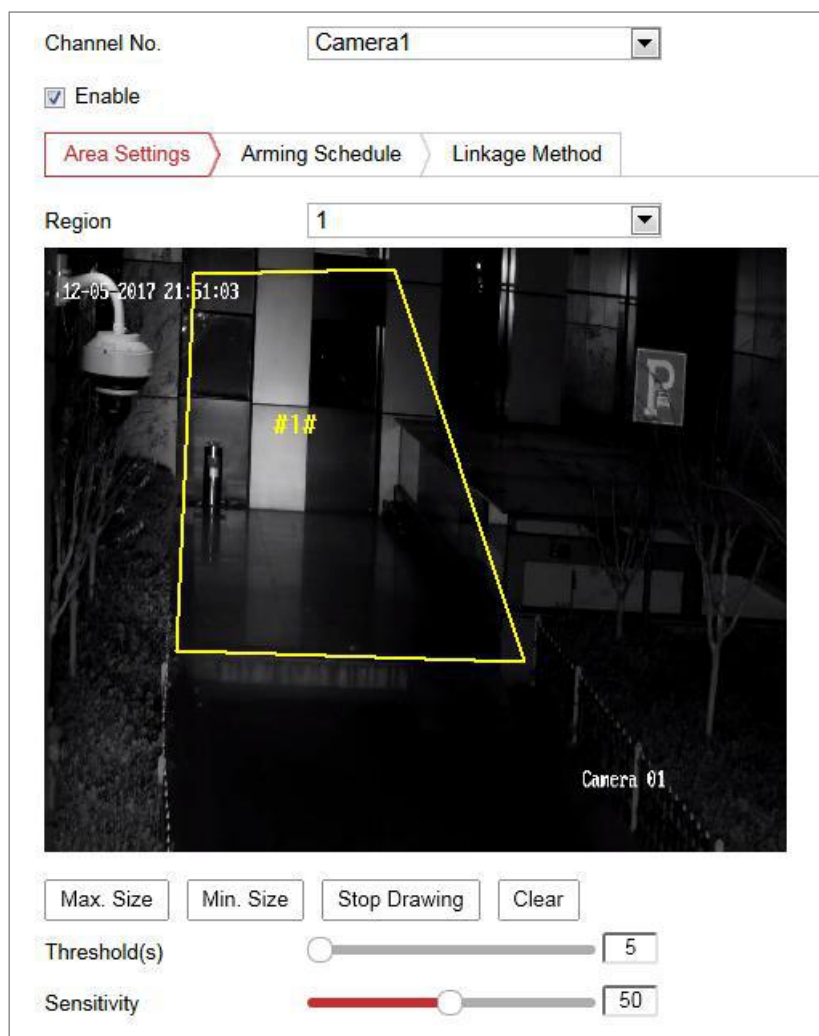 Channel No. Camera1
Enable
Area Settings Arming Schedule Linkage Method
Region 1
12-05-2017 21:51:03
P
#1#
Camera 01
Max. Size Min. Size Stop Drawing Clear
Threshold(s) 5
Sensitivity 50